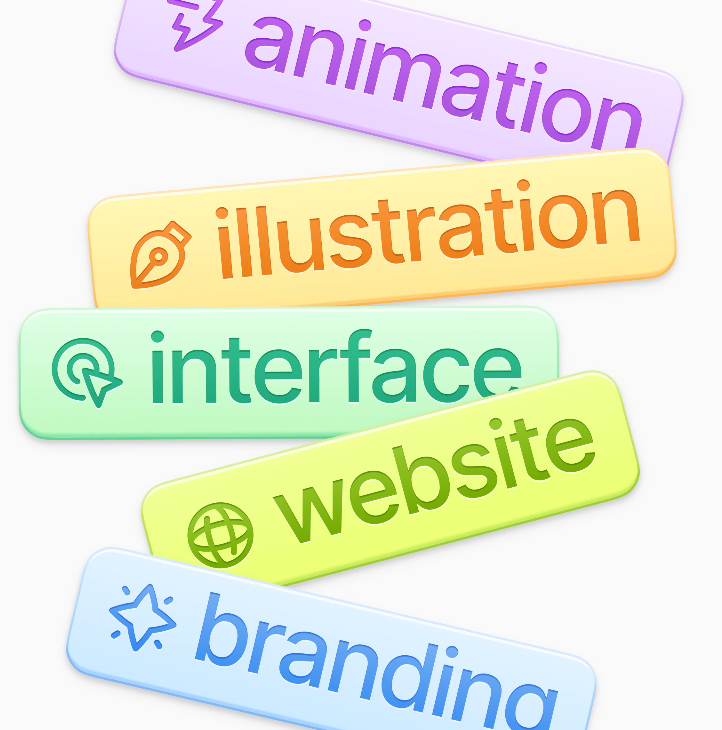 animation
illustration
interface
website
branding